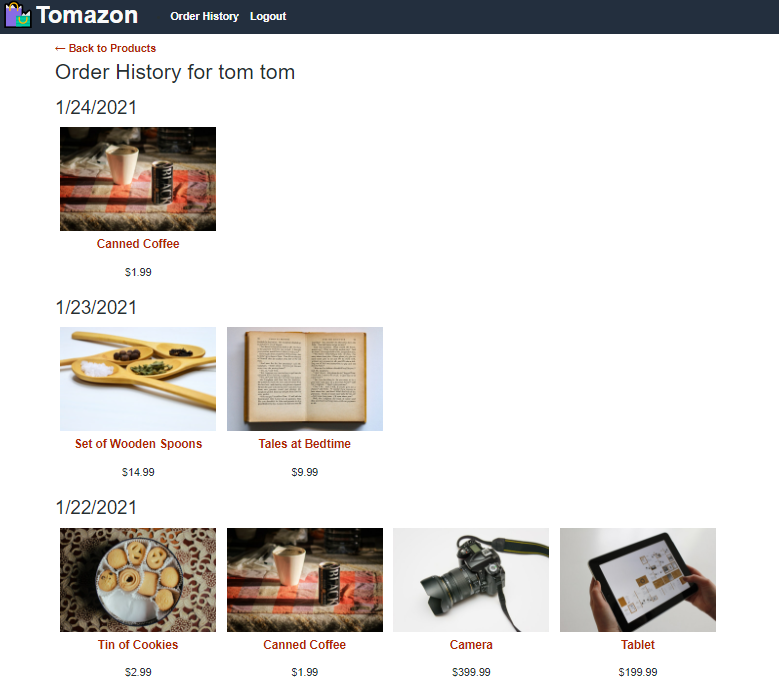 Tomazon
Order History Logout
← Back to Products
Order History for tom tom
1/24/2021
BLACK
Canned Coffee
$1.99
1/23/2021
Set of Wooden Spoons Tales at Bedtime
$14.99 $9.99
1/22/2021
Tin of Cookies Canned Coffee Camera Tablet
$2.99 $1.99 $399.99 $199.99